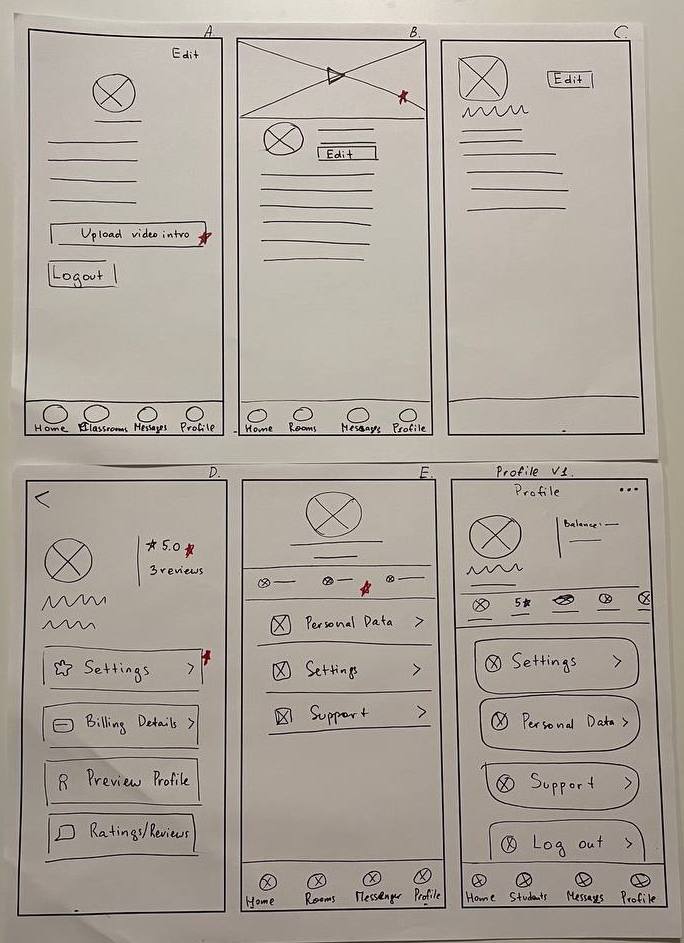 A.
Edit
Upload video intro
Logout
Home Classrooms Messages Profile
B.
Edit
Home Rooms Messages Profile
C.
Edit
D.
<
★ 5.0
3 reviews
Settings >
Billing Details >
Preview Profile
Ratings/Reviews
E.
Personal Data >
Settings >
Support >
Home Rooms Messenger Profile
Profile V1.
Profile ...
Balance:
5★
Settings >
Personal Data >
Support >
Log out >
Home Students Messages Profile